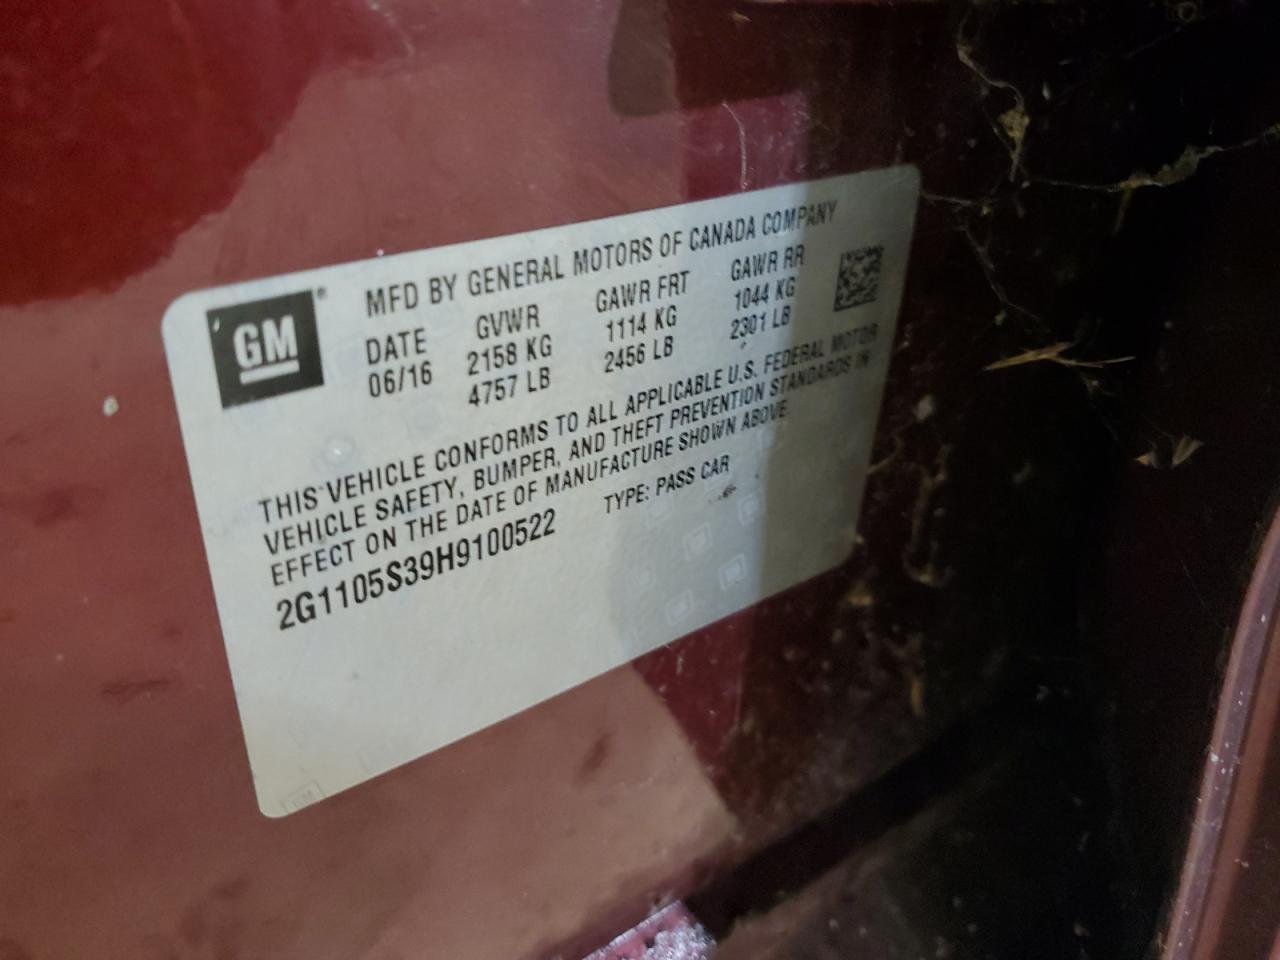 GM
MFD BY GENERAL MOTORS OF CANADA COMPANY
DATE GVWR GAWR FRT GAWR RR
06/16 2158 KG 1114 KG 1044 KG
4757 LB 2456 LB 2301 LB
THIS VEHICLE CONFORMS TO ALL APPLICABLE U.S. FEDERAL MOTOR
VEHICLE SAFETY, BUMPER, AND THEFT PREVENTION STANDARDS IN
EFFECT ON THE DATE OF MANUFACTURE SHOWN ABOVE.
2G1105S39H9100522 TYPE: PASS CAR